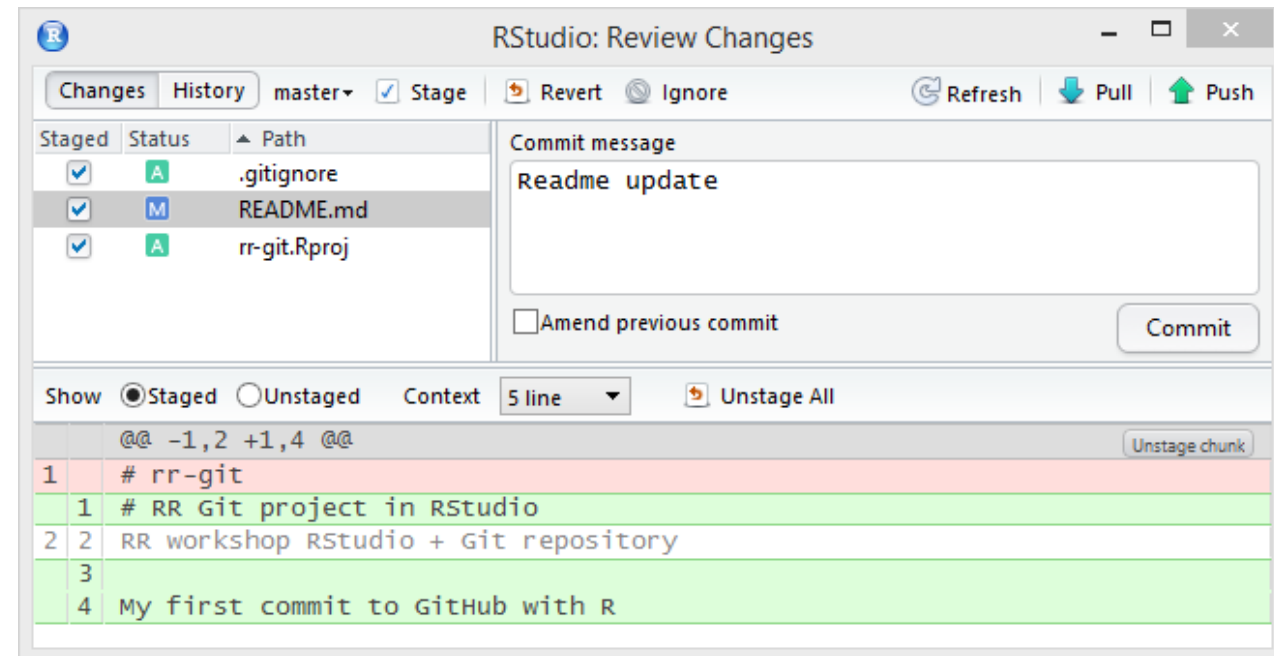 R RStudio: Review Changes
Changes History master Stage Revert Ignore Refresh Pull Push
Staged Status Path
A .gitignore
M README.md
A rr-git.Rproj
Commit message
Readme update
Amend previous commit Commit
Show Staged Unstaged Context 5 line Unstage All
@@ -1,2 +1,4 @@ Unstage chunk
1 # rr-git
1 # RR Git project in RStudio
2 2 RR workshop RStudio + Git repository
3
4 My first commit to GitHub with R